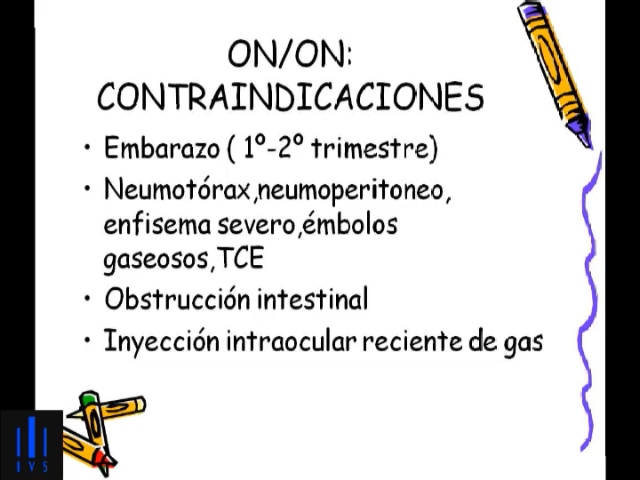 ON/ON:
CONTRAINDICACIONES
• Embarazo ( 1º-2º trimestre)
• Neumotórax,neumoperitoneo,
enfisema severo,émbolos
gaseosos,TCE
• Obstrucción intestinal
• Inyección intraocular reciente de gas
IVS